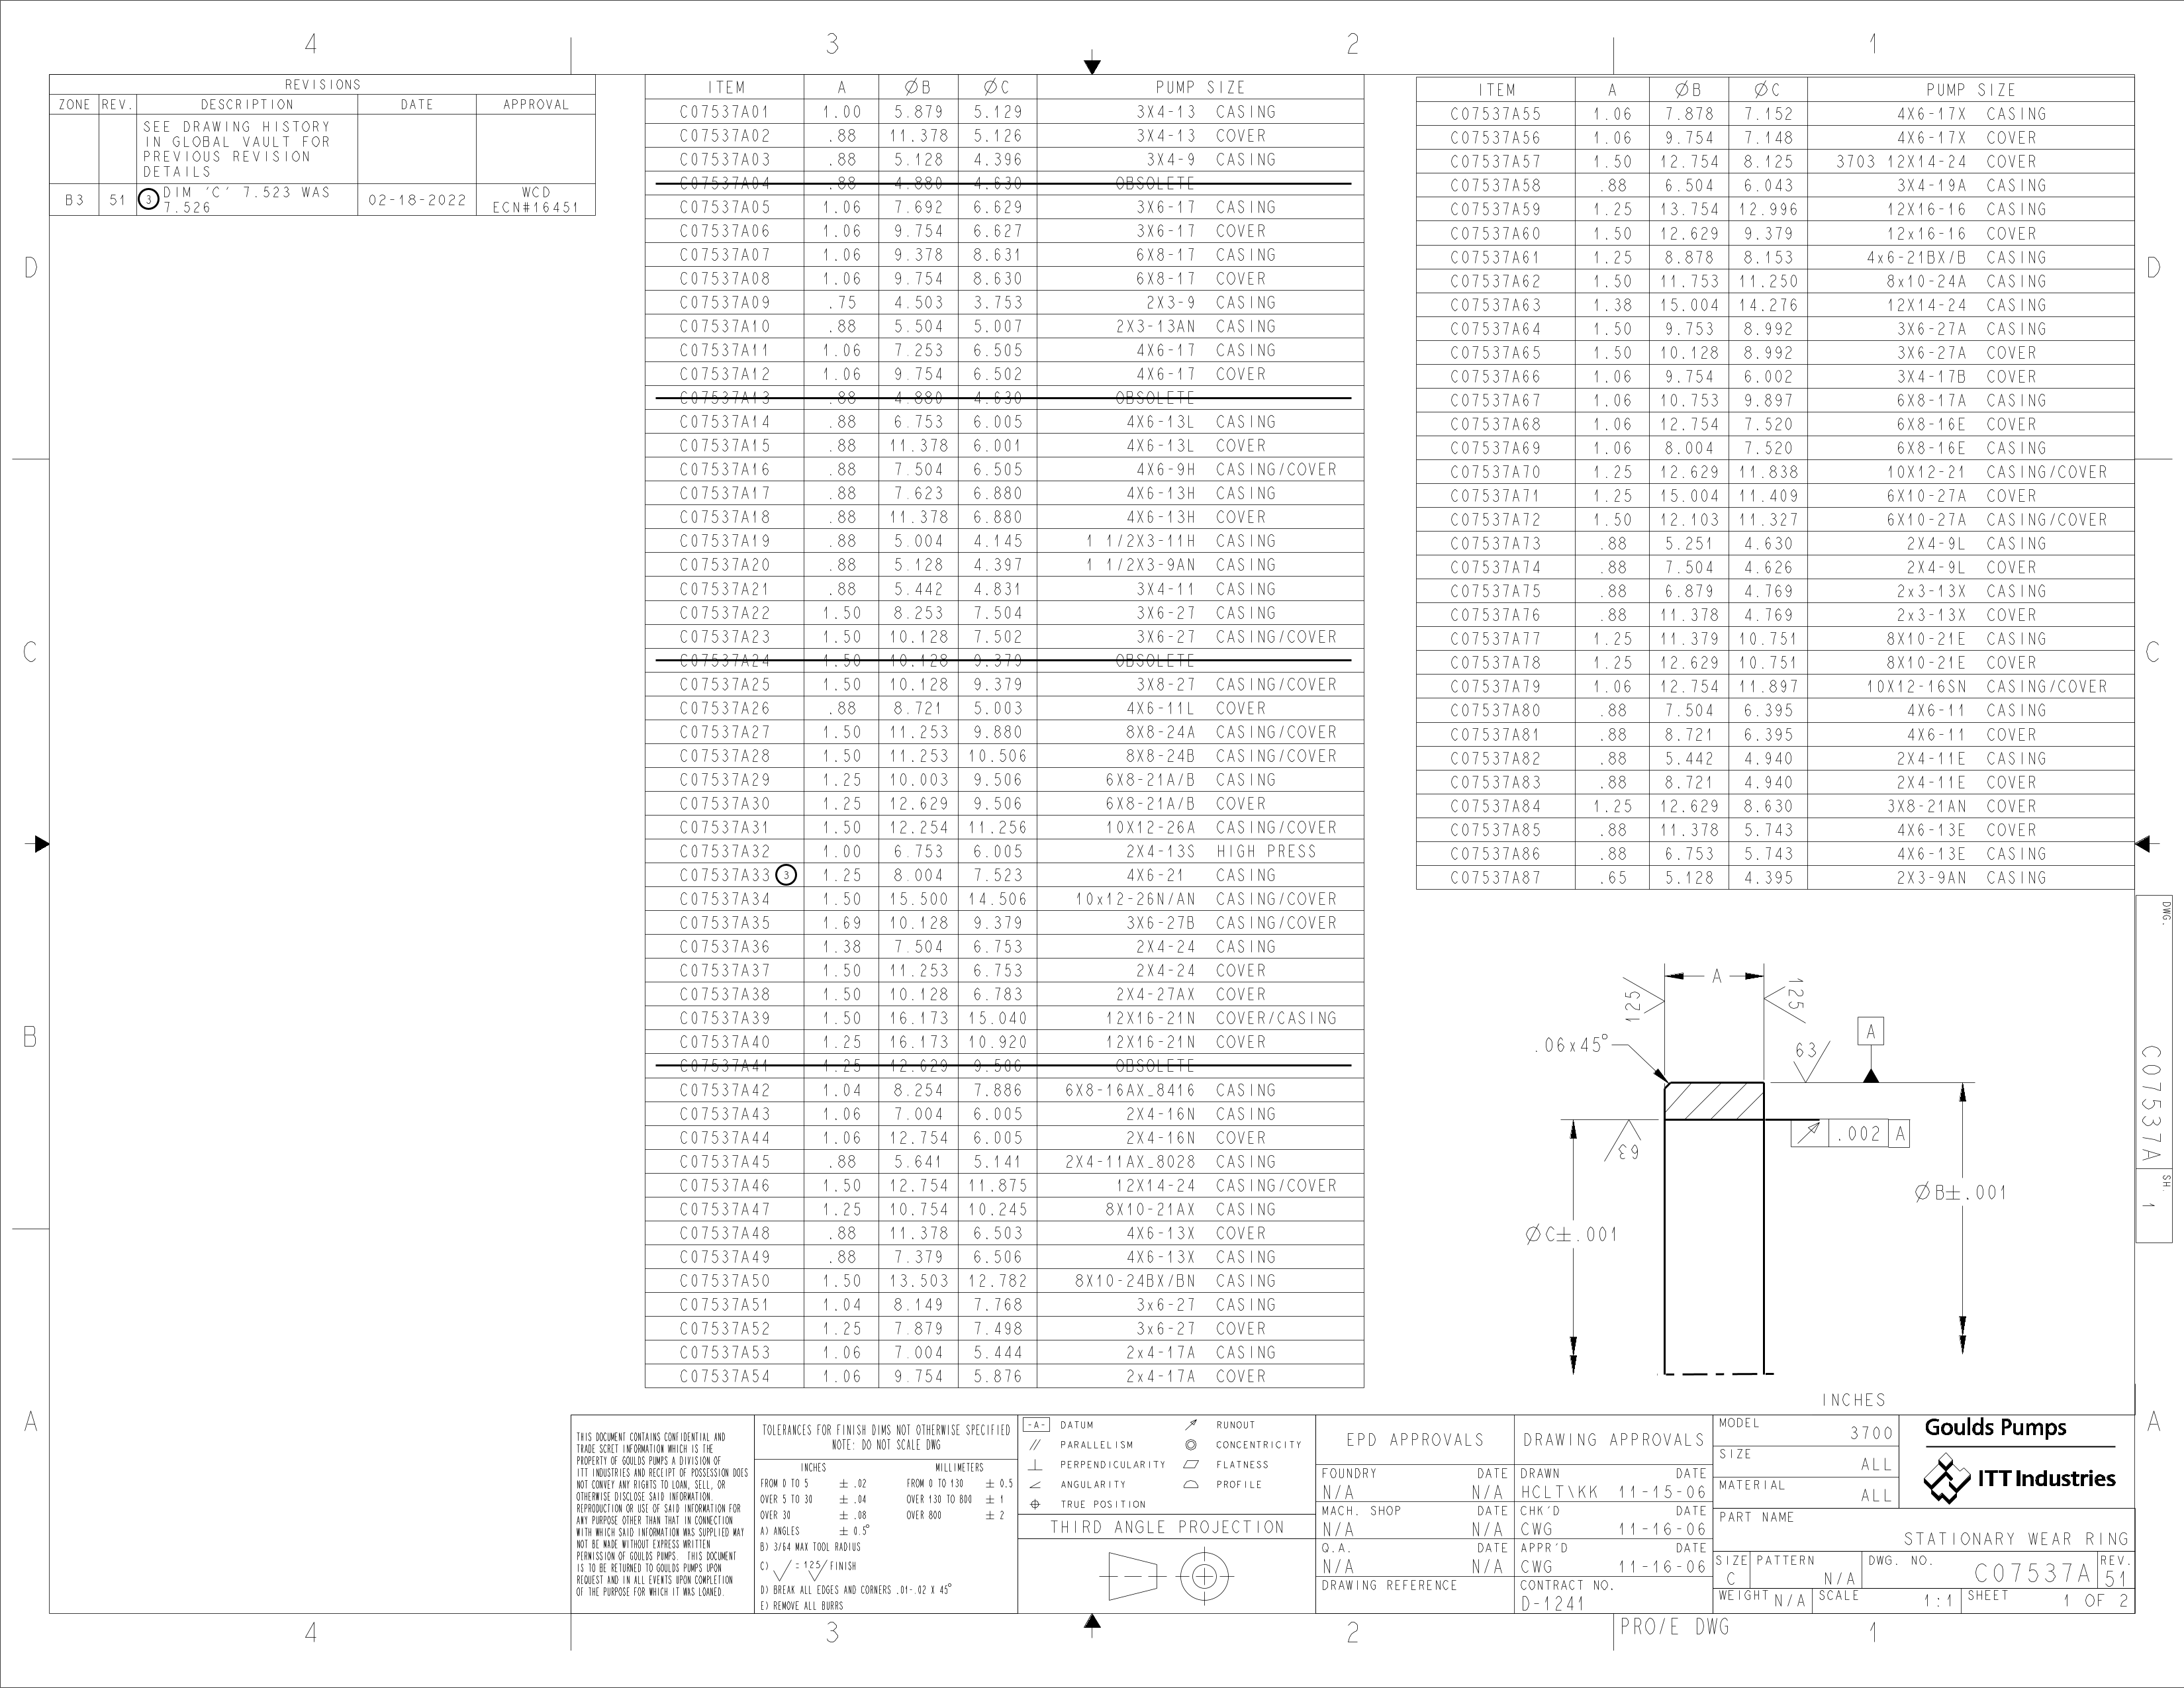 4 3 2 1
REVISIONS
ZONE REV. DESCRIPTION DATE APPROVAL
SEE DRAWING HISTORY
IN GLOBAL VAULT FOR
PREVIOUS REVISION
DETAILS
B3 51 3 DIM 'C' 7.523 WAS 7.526 02-18-2022 WCD ECN#16451
ITEM A ØB ØC PUMP SIZE
C07537A01 1.00 5.879 5.129 3X4-13 CASING
C07537A02 .88 11.378 5.126 3X4-13 COVER
C07537A03 .88 5.128 4.396 3X4-9 CASING
C07537A04 .88 4.880 4.630 OBSOLETE
C07537A05 1.06 7.692 6.629 3X6-17 CASING
C07537A06 1.06 9.754 6.627 3X6-17 COVER
C07537A07 1.06 9.378 8.631 6X8-17 CASING
C07537A08 1.06 9.754 8.630 6X8-17 COVER
C07537A09 .75 4.503 3.753 2X3-9 CASING
C07537A10 .88 5.504 5.007 2X3-13AN CASING
C07537A11 1.06 7.253 6.505 4X6-17 CASING
C07537A12 1.06 9.754 6.502 4X6-17 COVER
C07537A13 .88 4.880 4.630 OBSOLETE
C07537A14 .88 6.753 6.005 4X6-13L CASING
C07537A15 .88 11.378 6.001 4X6-13L COVER
C07537A16 .88 7.504 6.505 4X6-9H CASING/COVER
C07537A17 .88 7.623 6.880 4X6-13H CASING
C07537A18 .88 11.378 6.880 4X6-13H COVER
C07537A19 .88 5.004 4.145 1 1/2X3-11H CASING
C07537A20 .88 5.128 4.397 1 1/2X3-9AN CASING
C07537A21 .88 5.442 4.831 3X4-11 CASING
C07537A22 1.50 8.253 7.504 3X6-27 CASING
C07537A23 1.50 10.128 7.502 3X6-27 CASING/COVER
C07537A24 1.50 10.128 9.379 OBSOLETE
C07537A25 1.50 10.128 9.379 3X8-27 CASING/COVER
C07537A26 .88 8.721 5.003 4X6-11L COVER
C07537A27 1.50 11.253 9.880 8X8-24A CASING/COVER
C07537A28 1.50 11.253 10.506 8X8-24B CASING/COVER
C07537A29 1.25 10.003 9.506 6X8-21A/B CASING
C07537A30 1.25 12.629 9.506 6X8-21A/B COVER
C07537A31 1.50 12.254 11.256 10X12-26A CASING/COVER
C07537A32 1.00 6.753 6.005 2X4-13S HIGH PRESS
C07537A33 3 1.25 8.004 7.523 4X6-21 CASING
C07537A34 1.50 15.500 14.506 10x12-26N/AN CASING/COVER
C07537A35 1.69 10.128 9.379 3X6-27B CASING/COVER
C07537A36 1.38 7.504 6.753 2X4-24 CASING
C07537A37 1.50 11.253 6.753 2X4-24 COVER
C07537A38 1.50 10.128 6.783 2X4-27AX COVER
C07537A39 1.50 16.173 15.040 12X16-21N COVER/CASING
C07537A40 1.25 16.173 10.920 12X16-21N COVER
C07537A41 1.25 12.629 9.506 OBSOLETE
C07537A42 1.04 8.254 7.886 6X8-16AX_8416 CASING
C07537A43 1.06 7.004 6.005 2X4-16N CASING
C07537A44 1.06 12.754 6.005 2X4-16N COVER
C07537A45 .88 5.641 5.141 2X4-11AX_8028 CASING
C07537A46 1.50 12.754 11.875 12X14-24 CASING/COVER
C07537A47 1.25 10.754 10.245 8X10-21AX CASING
C07537A48 .88 11.378 6.503 4X6-13X COVER
C07537A49 .88 7.379 6.506 4X6-13X CASING
C07537A50 1.50 13.503 12.782 8X10-24BX/BN CASING
C07537A51 1.04 8.149 7.768 3x6-27 CASING
C07537A52 1.25 7.879 7.498 3x6-27 COVER
C07537A53 1.06 7.004 5.444 2x4-17A CASING
C07537A54 1.06 9.754 5.876 2x4-17A COVER
ITEM A ØB ØC PUMP SIZE
C07537A55 1.06 7.878 7.152 4X6-17X CASING
C07537A56 1.06 9.754 7.148 4X6-17X COVER
C07537A57 1.50 12.754 8.125 3703 12X14-24 COVER
C07537A58 .88 6.504 6.043 3X4-19A CASING
C07537A59 1.25 13.754 12.996 12X16-16 CASING
C07537A60 1.50 12.629 9.379 12x16-16 COVER
C07537A61 1.25 8.878 8.153 4x6-21BX/B CASING
C07537A62 1.50 11.753 11.250 8x10-24A CASING
C07537A63 1.38 15.004 14.276 12X14-24 CASING
C07537A64 1.50 9.753 8.992 3X6-27A CASING
C07537A65 1.50 10.128 8.992 3X6-27A COVER
C07537A66 1.06 9.754 6.002 3X4-17B COVER
C07537A67 1.06 10.753 9.897 6X8-17A CASING
C07537A68 1.06 12.754 7.520 6X8-16E COVER
C07537A69 1.06 8.004 7.520 6X8-16E CASING
C07537A70 1.25 12.629 11.838 10X12-21 CASING/COVER
C07537A71 1.25 15.004 11.409 6X10-27A COVER
C07537A72 1.50 12.103 11.327 6X10-27A CASING/COVER
C07537A73 .88 5.251 4.630 2X4-9L CASING
C07537A74 .88 7.504 4.626 2X4-9L COVER
C07537A75 .88 6.879 4.769 2x3-13X CASING
C07537A76 .88 11.378 4.769 2x3-13X COVER
C07537A77 1.25 11.379 10.751 8X10-21E CASING
C07537A78 1.25 12.629 10.751 8X10-21E COVER
C07537A79 1.06 12.754 11.897 10X12-16SN CASING/COVER
C07537A80 .88 7.504 6.395 4X6-11 CASING
C07537A81 .88 8.721 6.395 4X6-11 COVER
C07537A82 .88 5.442 4.940 2X4-11E CASING
C07537A83 .88 8.721 4.940 2X4-11E COVER
C07537A84 1.25 12.629 8.630 3X8-21AN COVER
C07537A85 .88 11.378 5.743 4X6-13E COVER
C07537A86 .88 6.753 5.743 4X6-13E CASING
C07537A87 .65 5.128 4.395 2X3-9AN CASING
D D
C C
B
A A
DWG. C07537A SH. 1
A
125 125
.06x45°
63
A
.002 A
63
ØB±.001
ØC±.001
INCHES
THIS DOCUMENT CONTAINS CONFIDENTIAL AND
TRADE SCRET INFORMATION WHICH IS THE
PROPERTY OF GOULDS PUMPS A DIVISION OF
ITT INDUSTRIES AND RECEIPT OF POSSESSION DOES
NOT CONVEY ANY RIGHTS TO LOAN, SELL, OR
OTHERWISE DISCLOSE SAID INFORMATION.
REPRODUCTION OR USE OF SAID INFORMATION FOR
ANY PURPOSE OTHER THAN THAT IN CONNECTION
WITH WHICH SAID INFORMATION WAS SUPPLIED MAY
NOT BE MADE WITHOUT EXPRESS WRITTEN
PERMISSION OF GOULDS PUMPS. THIS DOCUMENT
IS TO BE RETURNED TO GOULDS PUMPS UPON
REQUEST AND IN ALL EVENTS UPON COMPLETION
OF THE PURPOSE FOR WHICH IT WAS LOANED.
TOLERANCES FOR FINISH DIMS NOT OTHERWISE SPECIFIED
NOTE: DO NOT SCALE DWG
INCHES MILLIMETERS
FROM 0 TO 5 ± .02 FROM 0 TO 130 ± 0.5
OVER 5 TO 30 ± .04 OVER 130 TO 800 ± 1
OVER 30 ± .08 OVER 800 ± 2
A) ANGLES ± 0.5°
B) 3/64 MAX TOOL RADIUS
C) √ = 125 FINISH
D) BREAK ALL EDGES AND CORNERS .01-.02 X 45°
E) REMOVE ALL BURRS
-A- DATUM RUNOUT
PARALLELISM CONCENTRICITY
PERPENDICULARITY FLATNESS
ANGULARITY PROFILE
TRUE POSITION
THIRD ANGLE PROJECTION
EPD APPROVALS
FOUNDRY DATE
N/A N/A
MACH. SHOP DATE
N/A N/A
Q.A. DATE
N/A N/A
DRAWING REFERENCE
DRAWING APPROVALS
DRAWN DATE
HCLT\KK 11-15-06
CHK'D DATE
CWG 11-16-06
APPR'D DATE
CWG 11-16-06
CONTRACT NO.
D-1241
MODEL 3700
SIZE ALL
MATERIAL ALL
Goulds Pumps
ITT Industries
PART NAME
STATIONARY WEAR RING
SIZE C PATTERN N/A DWG. NO. C07537A REV. 51
WEIGHT N/A SCALE 1:1 SHEET 1 OF 2
4 3 2 1
PRO/E DWG